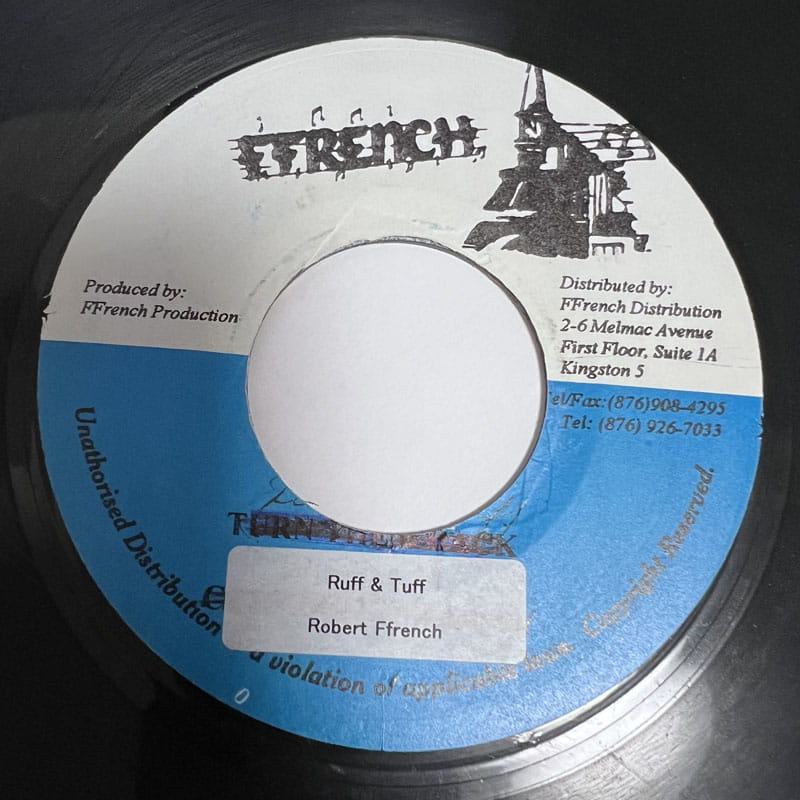 FFRENCH
Produced by:
FFrench Production
Distributed by:
FFrench Distribution
2-6 Melmac Avenue
First Floor, Suite 1A
Kingston 5
Tel/Fax:(876)908-4295
Tel: (876) 926-7033
TURN
Ruff & Tuff
Robert Ffrench
Unathorised Distribution a violation of applicable laws. Copyright Reserved.